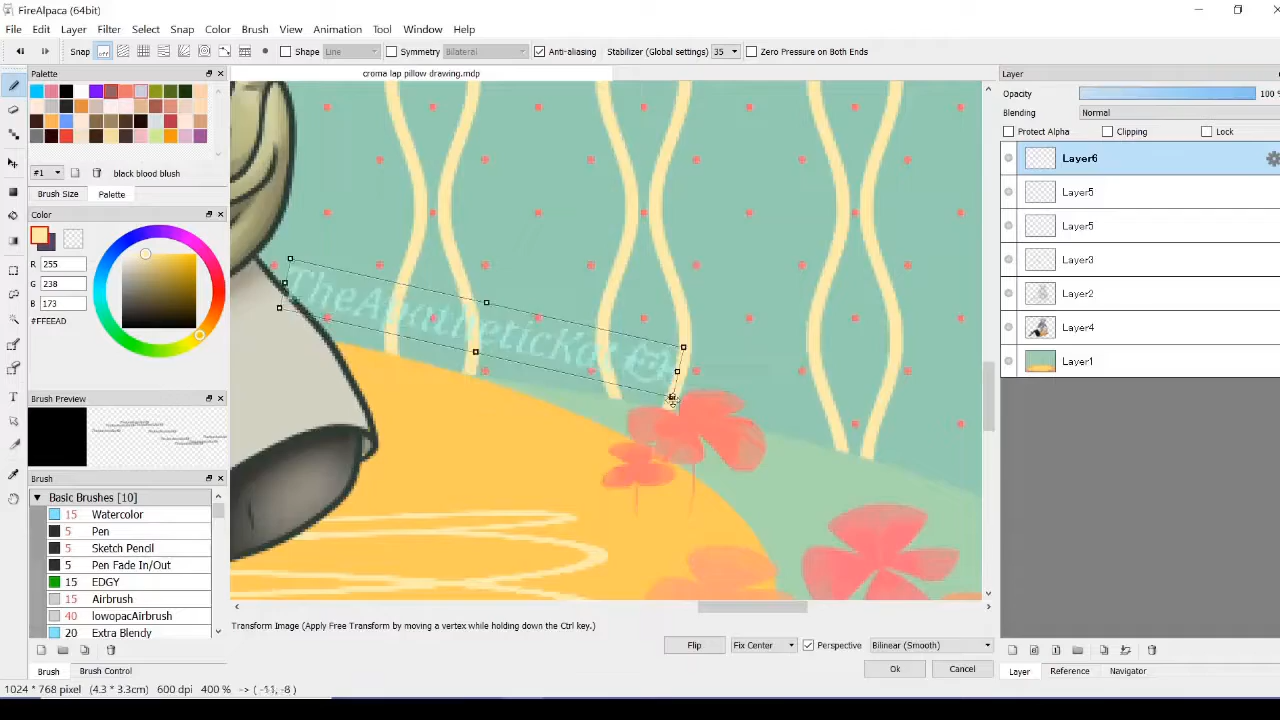 FireAlpaca (64bit)
File Edit Layer Filter Select Snap Color Brush View Animation Tool Window Help
Snap off Shape Line Symmetry Bilateral Anti-aliasing Stabilizer (Global settings) 35 Zero Pressure on Both Ends
Palette
croma lap pillow drawing.mdp
Layer
Opacity 100 %
Blending Normal
Protect Alpha Clipping Lock
Layer6
Layer5
Layer5
Layer3
Layer2
Layer4
Layer1
#1 black blood blush
Brush Size Palette
Color
R 255
G 238
B 173
#FFEEAD
TheApatheticKat
Brush Preview
Brush
Basic Brushes [10]
15 Watercolor
5 Pen
5 Sketch Pencil
5 Pen Fade In/Out
15 EDGY
15 Airbrush
40 lowopacAirbrush
20 Extra Blendy
Transform Image (Apply Free Transform by moving a vertex while holding down the Ctrl key.)
Flip Fix Center Perspective Bilinear (Smooth)
Ok Cancel
Brush Brush Control
Layer Reference Navigator
1024 * 768 pixel (4.3 * 3.3cm) 600 dpi 400 % -> ( -11, -8 )